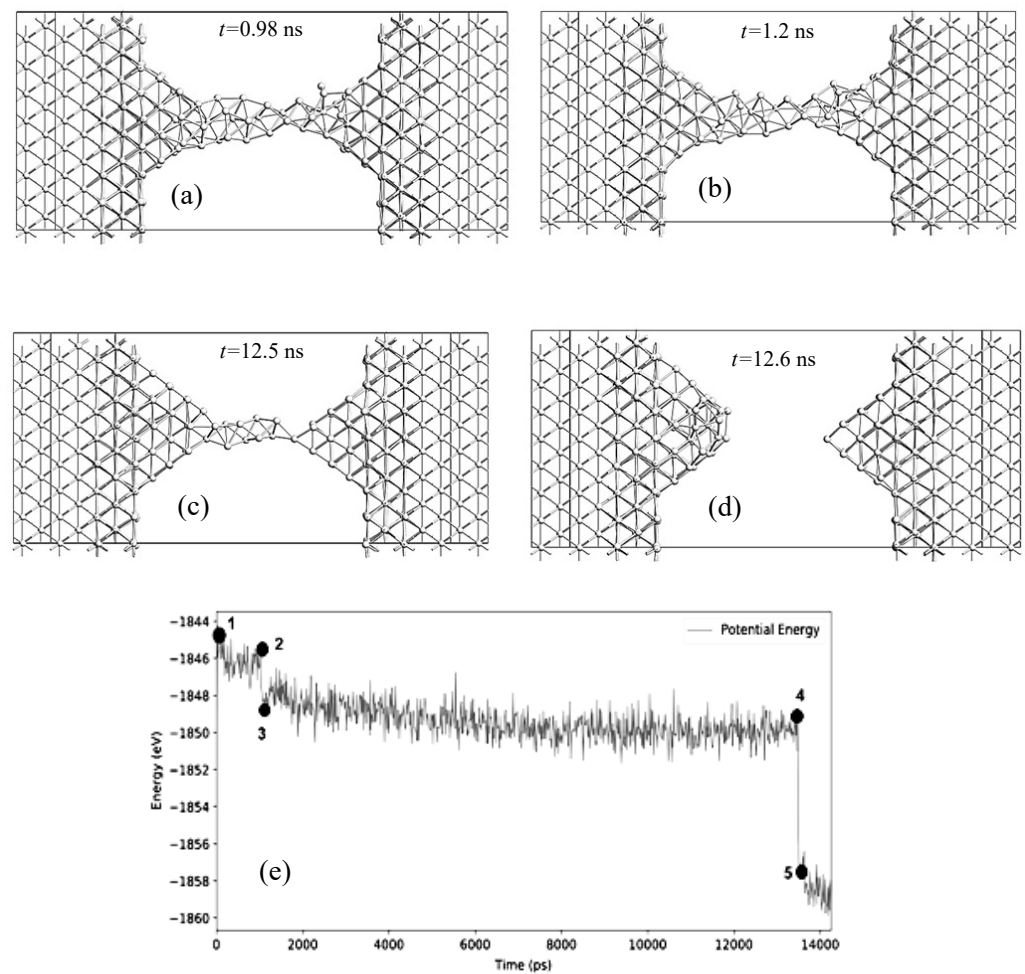 t=0.98 ns
(a)
t=1.2 ns
(b)
t=12.5 ns
(c)
t=12.6 ns
(d)
−1844
−1846
−1848
−1850
−1852
−1854
−1856
−1858
−1860
Energy (eV)
1
2
3
4
5
Potential Energy
(e)
0 2000 4000 6000 8000 10000 12000 14000
Time (ps)